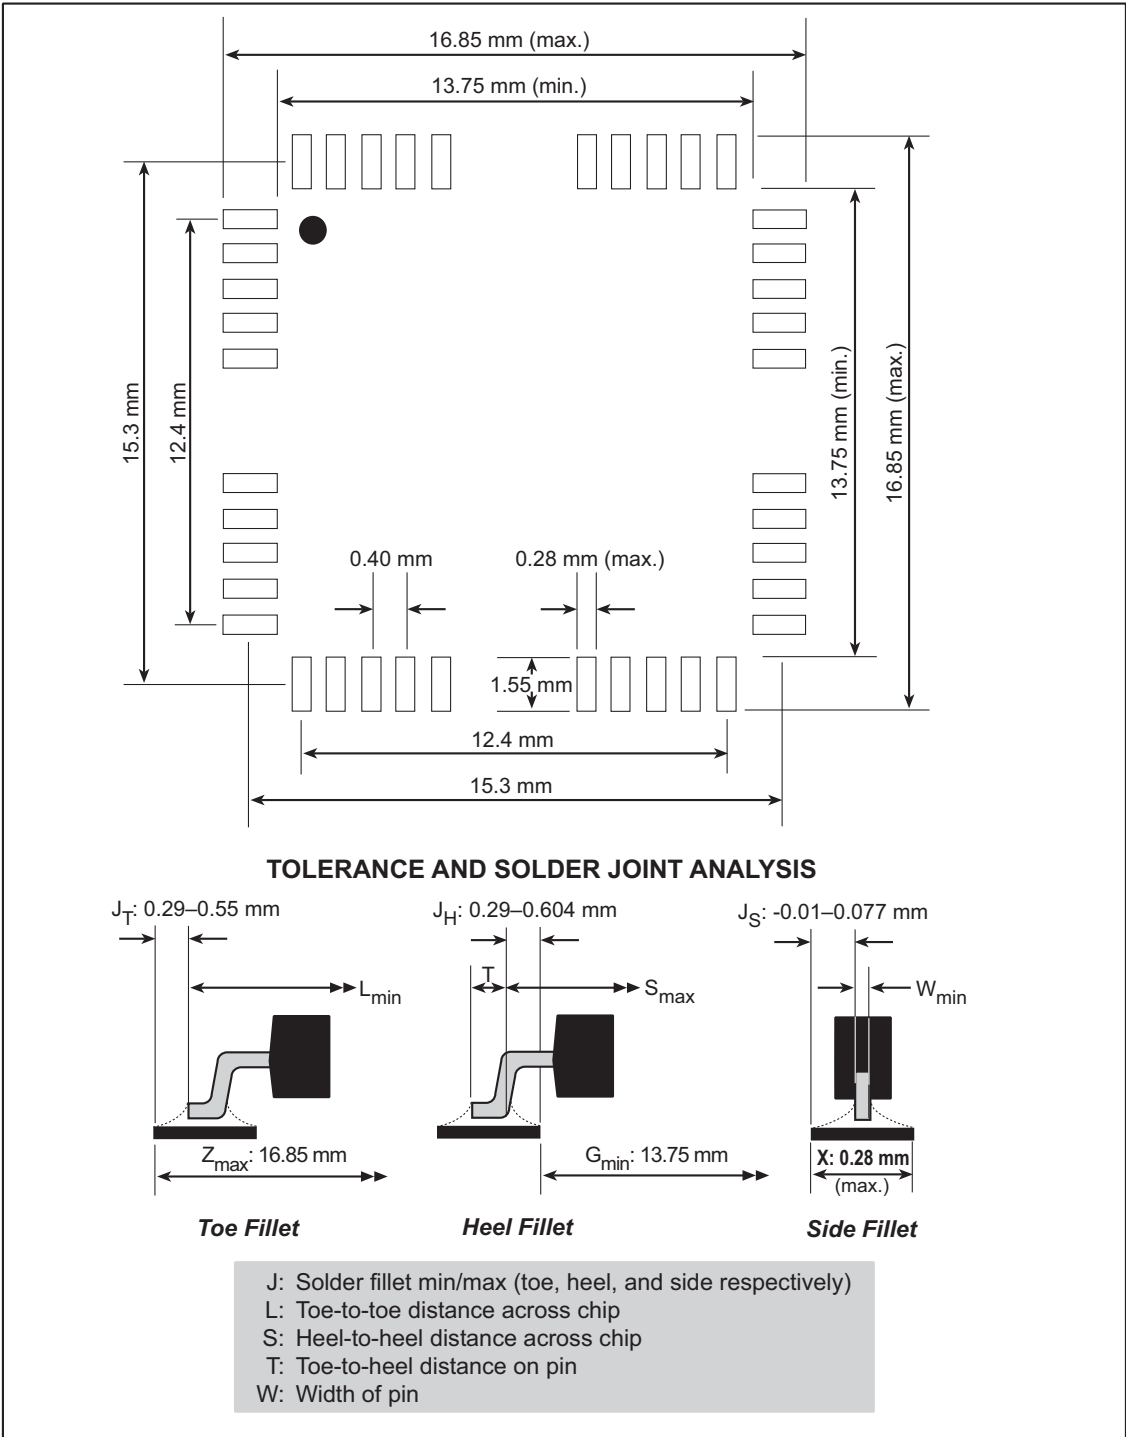 16.85 mm (max.)
13.75 mm (min.)
15.3 mm
12.4 mm
13.75 mm (min.)
16.85 mm (max.)
0.40 mm
0.28 mm (max.)
1.55 mm
12.4 mm
15.3 mm
TOLERANCE AND SOLDER JOINT ANALYSIS
JT: 0.29–0.55 mm
JH: 0.29–0.604 mm
JS: -0.01–0.077 mm
Lmin
T
Smax
Wmin
Zmax: 16.85 mm
Gmin: 13.75 mm
X: 0.28 mm
(max.)
Toe Fillet
Heel Fillet
Side Fillet
J: Solder fillet min/max (toe, heel, and side respectively)
L: Toe-to-toe distance across chip
S: Heel-to-heel distance across chip
T: Toe-to-heel distance on pin
W: Width of pin